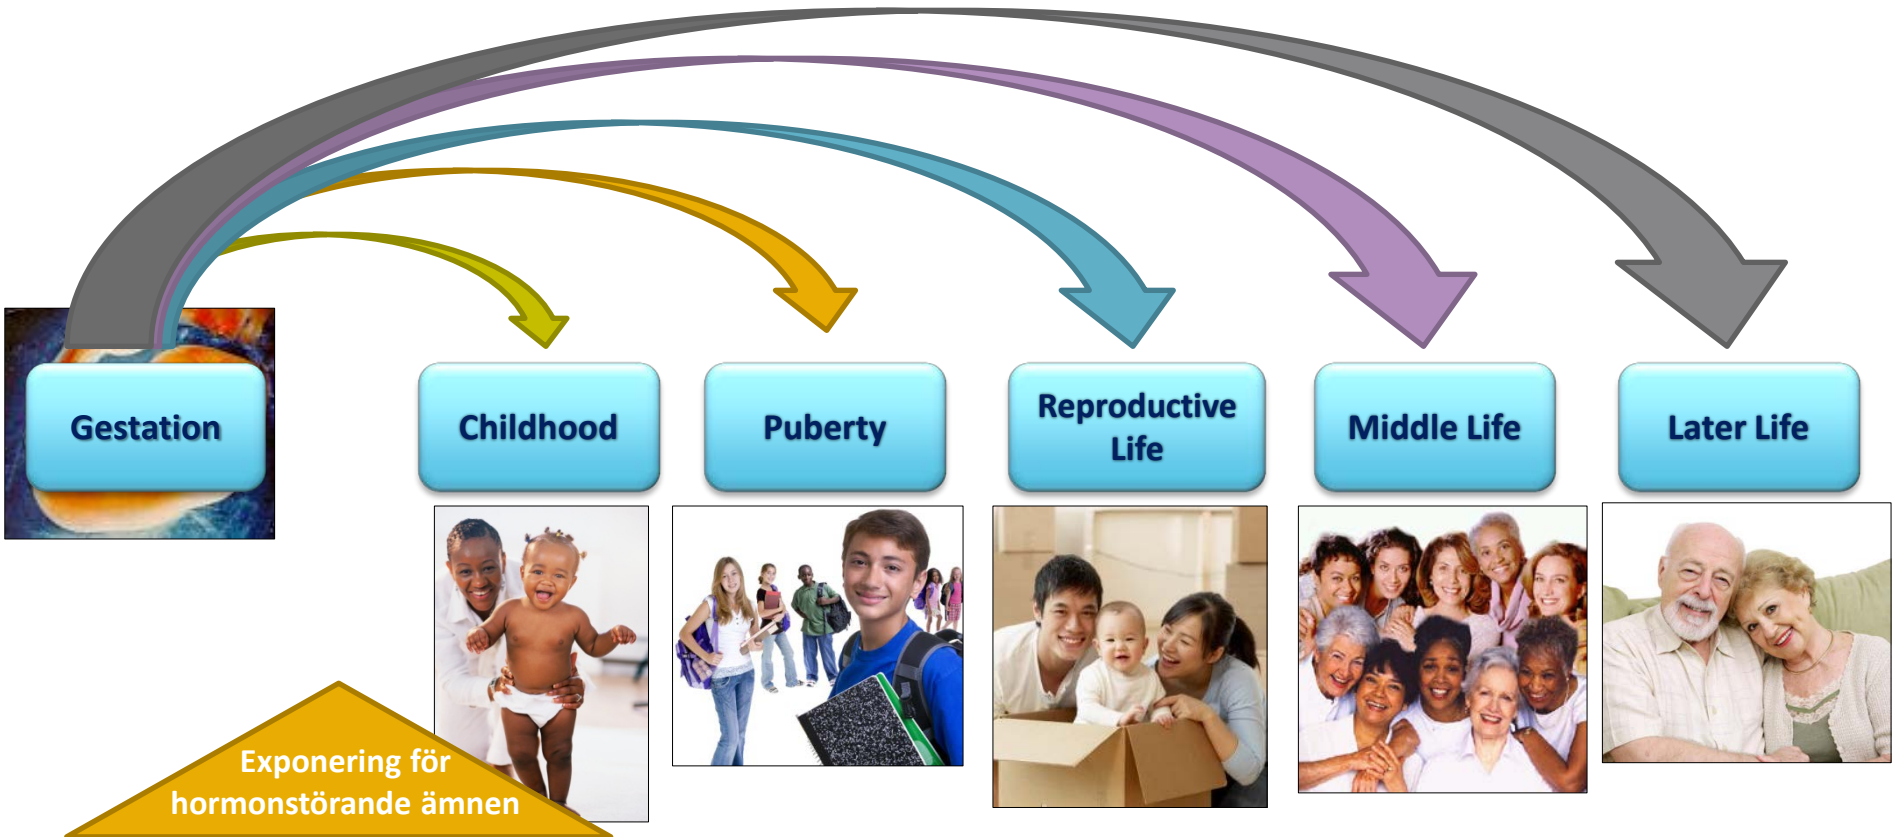 Gestation
Childhood
Puberty
Reproductive
Life
Middle Life
Later Life
Exponering för
hormonstörande ämnen